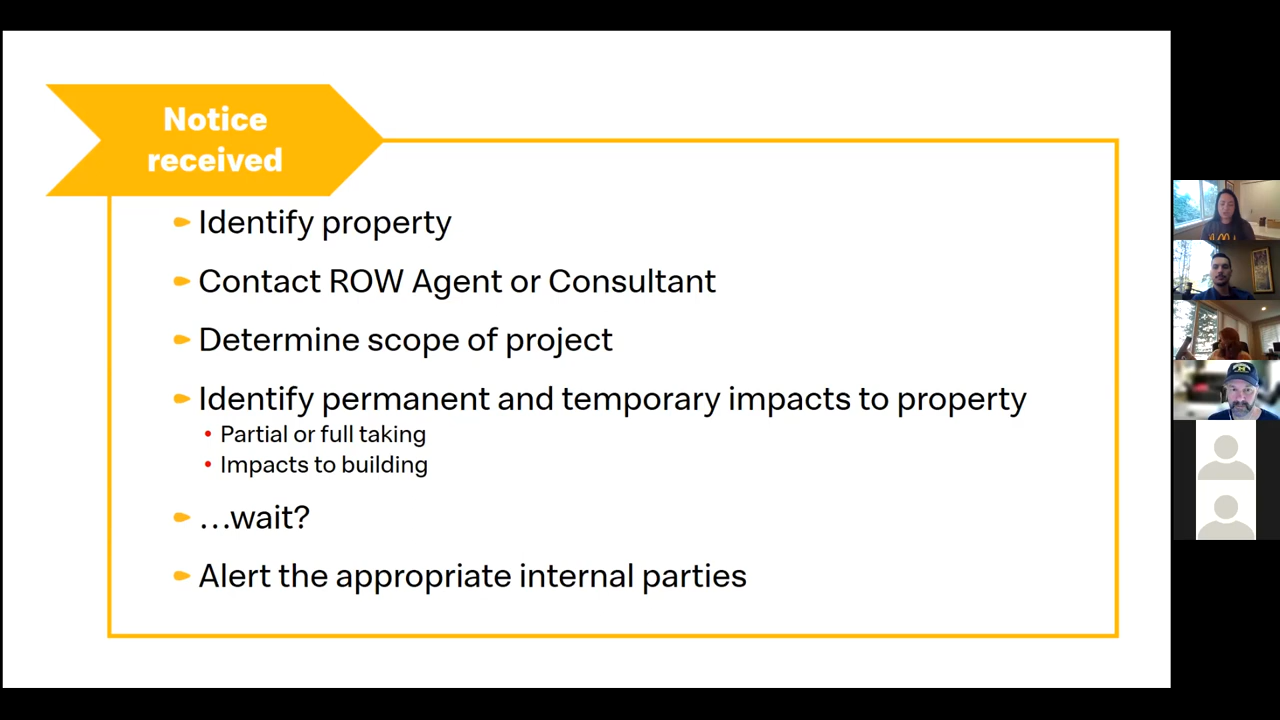 Notice
received
Identify property
Contact ROW Agent or Consultant
Determine scope of project
Identify permanent and temporary impacts to property
Partial or full taking
Impacts to building
…wait?
Alert the appropriate internal parties